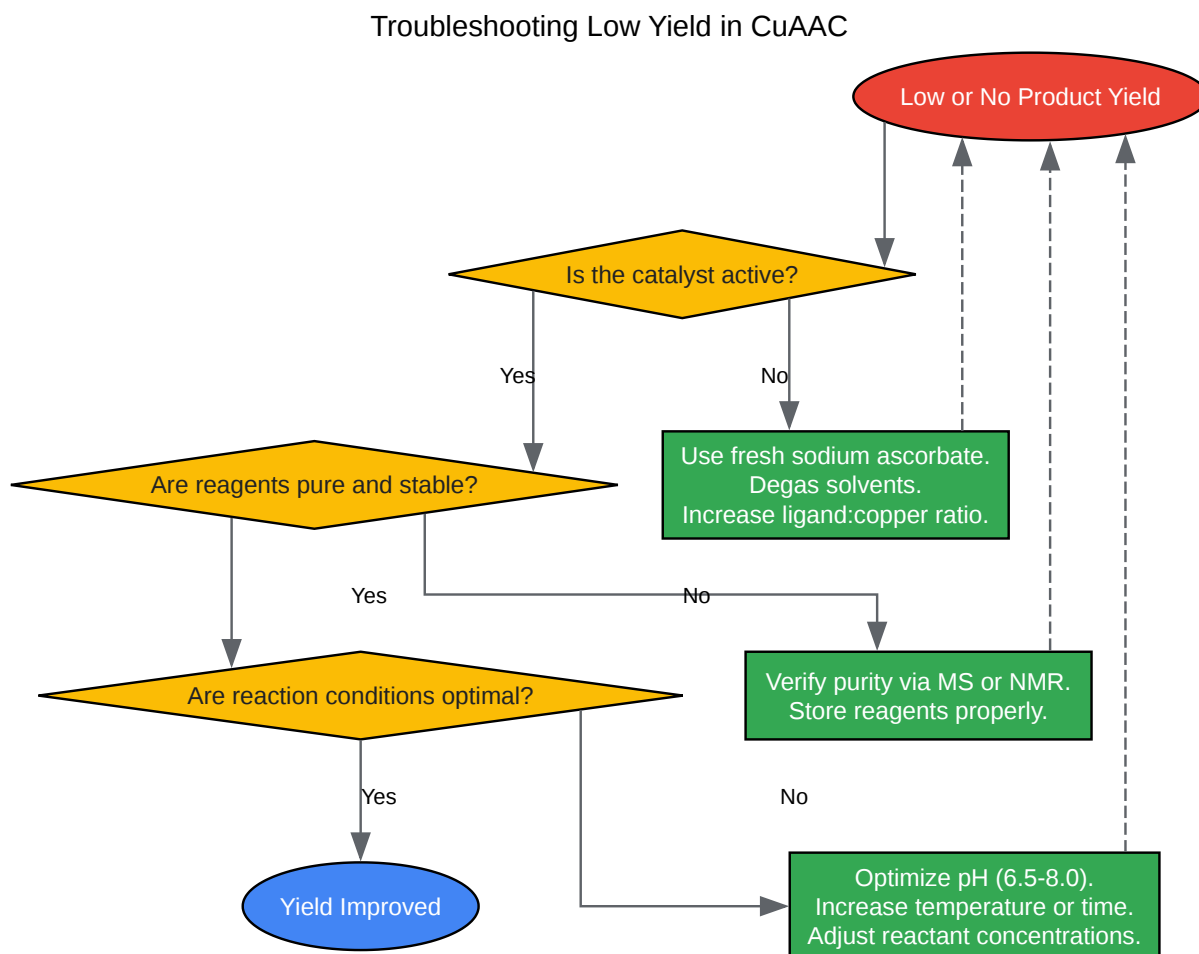 Troubleshooting Low Yield in CuAAC
Low or No Product Yield
Is the catalyst active?
Yes
No
Use fresh sodium ascorbate.
Degas solvents.
Increase ligand:copper ratio.
Are reagents pure and stable?
Yes
No
Verify purity via MS or NMR.
Store reagents properly.
Are reaction conditions optimal?
Yes
No
Yield Improved
Optimize pH (6.5-8.0).
Increase temperature or time.
Adjust reactant concentrations.